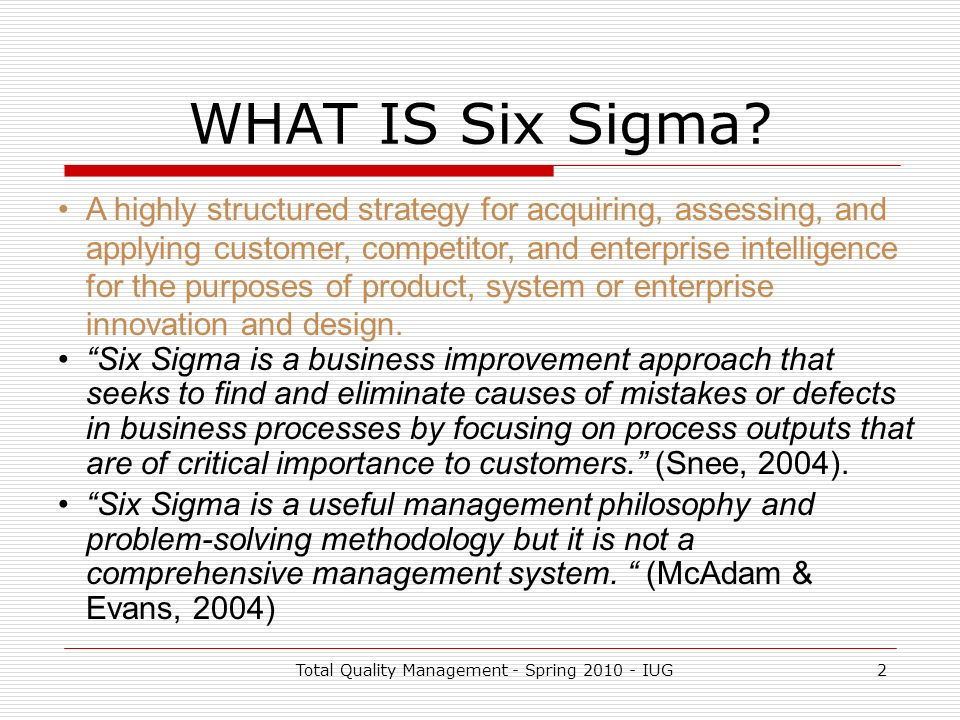 WHAT IS Six Sigma?
• A highly structured strategy for acquiring, assessing, and
applying customer, competitor, and enterprise intelligence
for the purposes of product, system or enterprise
innovation and design.
• “Six Sigma is a business improvement approach that
seeks to find and eliminate causes of mistakes or defects
in business processes by focusing on process outputs that
are of critical importance to customers.” (Snee, 2004).
• “Six Sigma is a useful management philosophy and
problem-solving methodology but it is not a
comprehensive management system. “ (McAdam &
Evans, 2004)
Total Quality Management - Spring 2010 - IUG 2